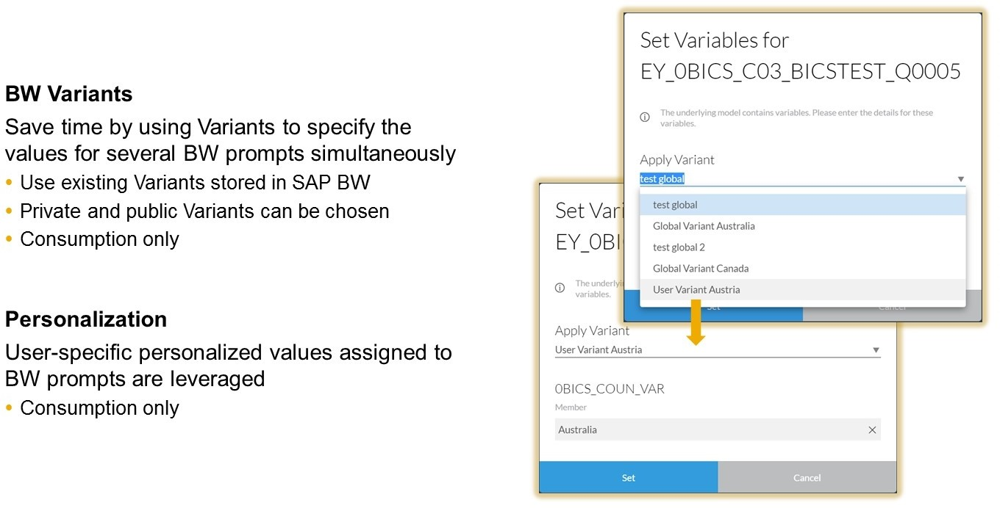 BW Variants
Save time by using Variants to specify the
values for several BW prompts simultaneously
• Use existing Variants stored in SAP BW
• Private and public Variants can be chosen
• Consumption only
Personalization
User-specific personalized values assigned to
BW prompts are leveraged
• Consumption only
Set Variables for
EY_0BICS_C03_BICSTEST_Q0005
The underlying model contains variables. Please enter the details for these
variables.
Apply Variant
test global
test global
Global Variant Australia
test global 2
Global Variant Canada
User Variant Austria
Set
Cancel
Set Vari
EY_0BI
The underlyi
variables.
Apply Variant
User Variant Austria
0BICS_COUN_VAR
Member
Australia
Set
Cancel